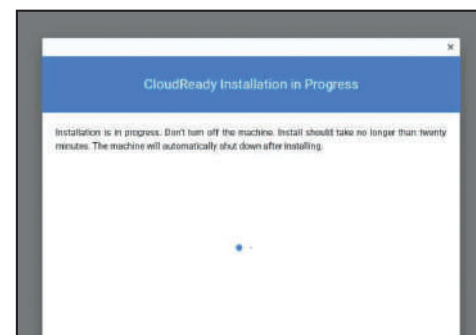 CloudReady Installation in Progress
Installation is in progress. Don't turn off the machine. Install should take no longer than twenty
minutes. The machine will automatically shut down after installing.